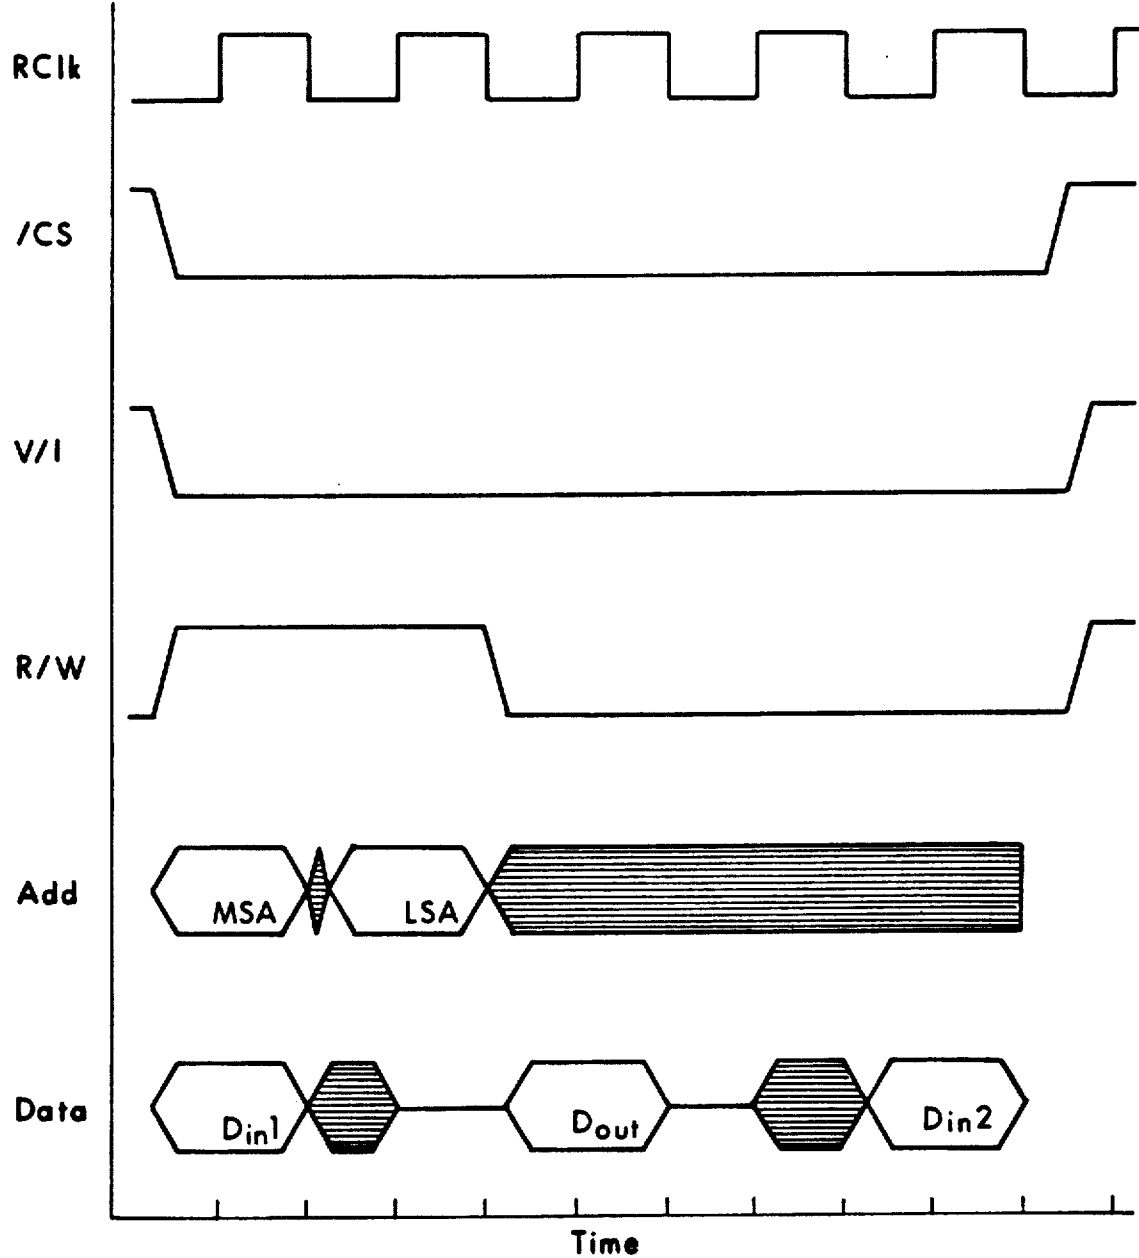 RClk
/CS
V/I
R/W
Add
MSA
LSA
Data
Din1
Dout
Din2
Time